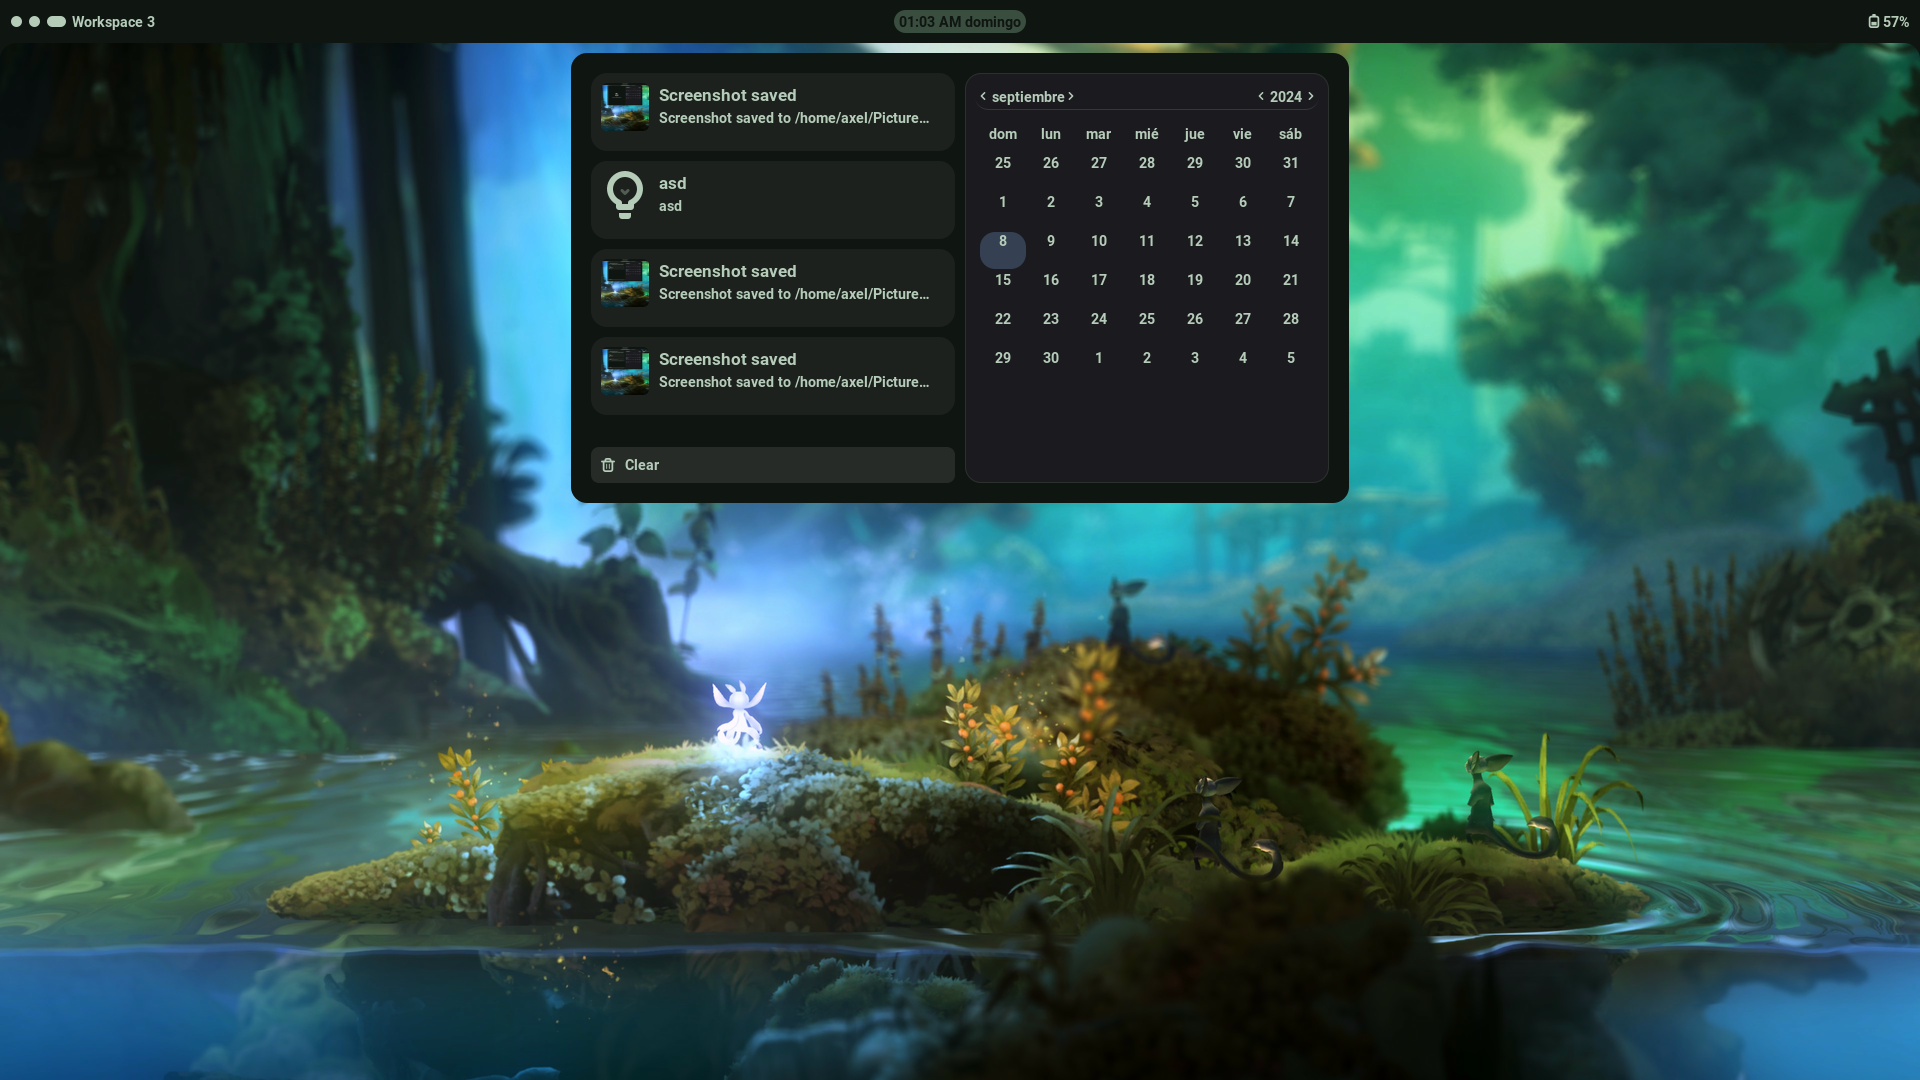 Workspace 3
01:03 AM domingo
57%
Screenshot saved
Screenshot saved to /home/axel/Picture…
asd
asd
Screenshot saved
Screenshot saved to /home/axel/Picture…
Screenshot saved
Screenshot saved to /home/axel/Picture…
Clear
septiembre 2024
dom lun mar mié jue vie sáb
25 26 27 28 29 30 31
1 2 3 4 5 6 7
8 9 10 11 12 13 14
15 16 17 18 19 20 21
22 23 24 25 26 27 28
29 30 1 2 3 4 5